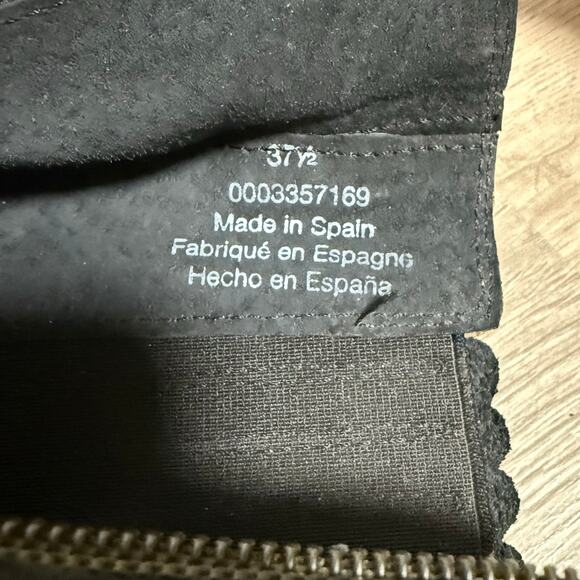 37½
0003357169
Made in Spain
Fabriqué en Espagne
Hecho en España